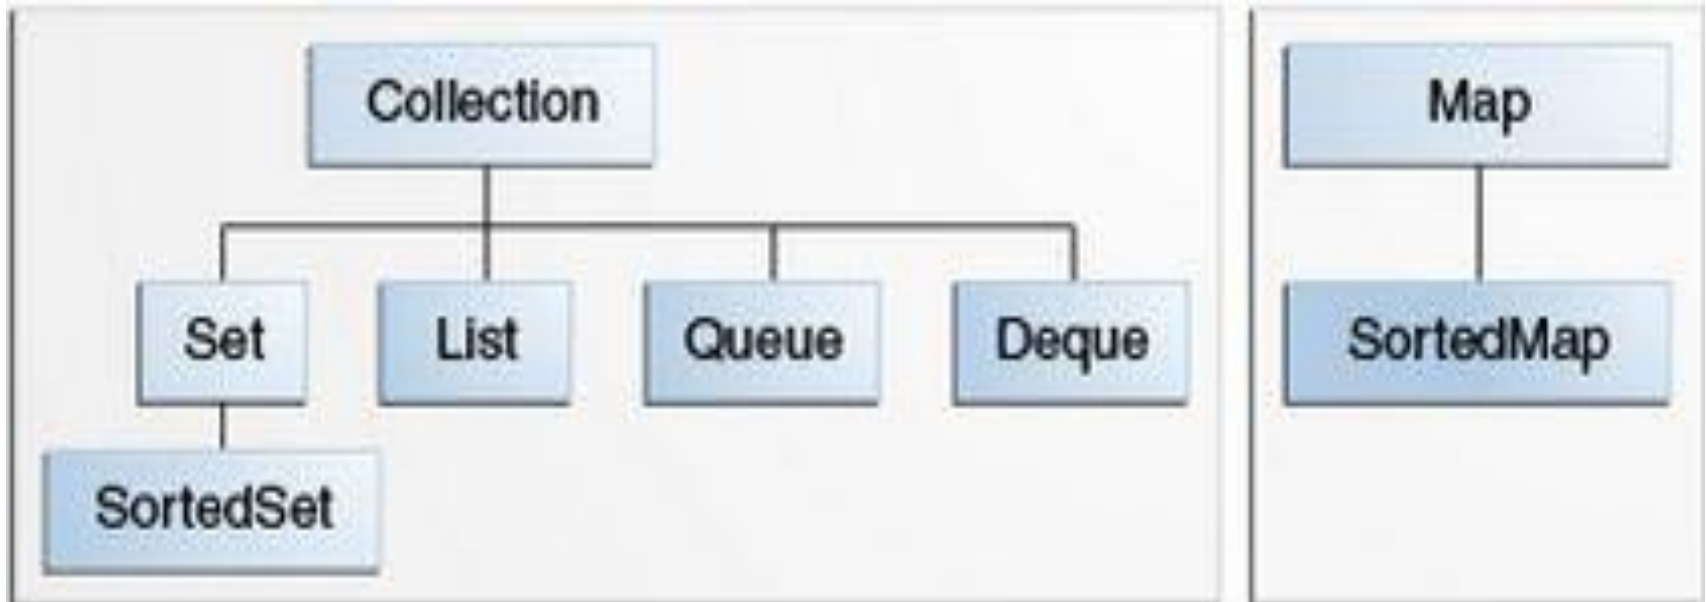 Collection
Map
Set
List
Queue
Deque
SortedMap
SortedSet